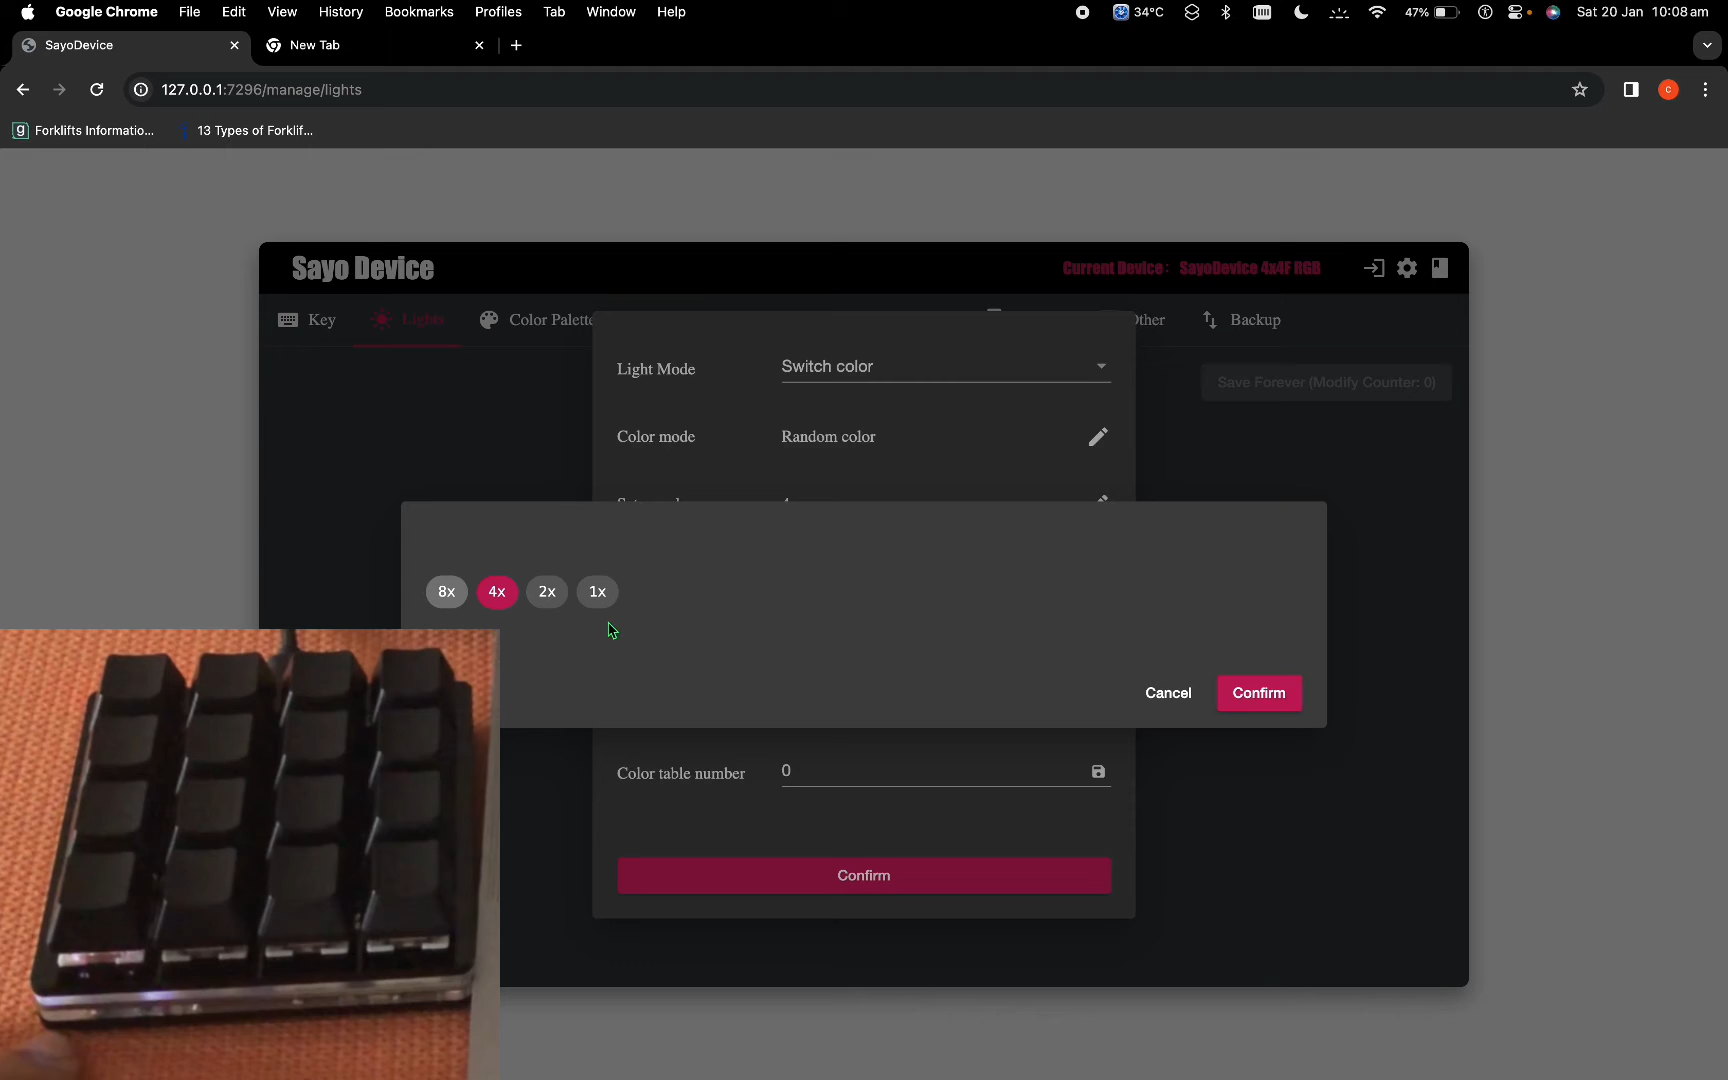 Google Chrome File Edit View History Bookmarks Profiles Tab Window Help 34°C 47% Sat 20 Jan 10:08 am
SayoDevice New Tab
127.0.0.1:7296/manage/lights C
g Forklifts Informatio... 13 Types of Forklif...
Sayo Device Current Device: SayoDevice 4x4F RGB
Key Lights Color Palette Other Backup
Light Mode Switch color
Save Forever (Modify Counter: 0)
Color mode Random color
8x 4x 2x 1x
Cancel Confirm
Color table number 0
Confirm